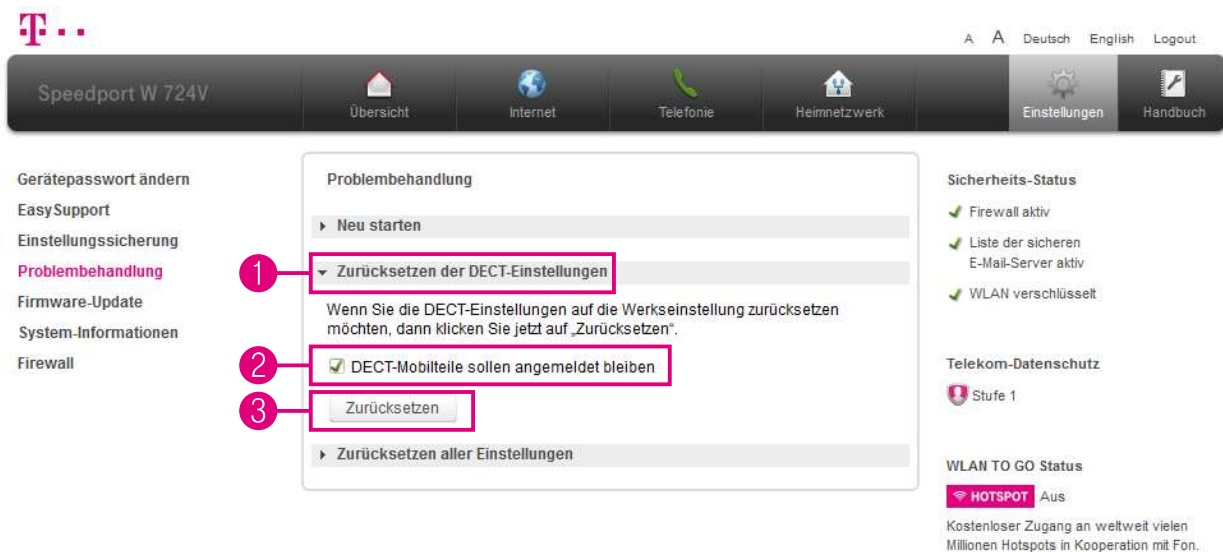 T
A A Deutsch English Logout
Speedport W 724V
Übersicht
Internet
Telefonie
Heimnetzwerk
Einstellungen
Handbuch
Gerätepasswort ändern
EasySupport
Einstellungssicherung
Problembehandlung
Firmware-Update
System-Informationen
Firewall
Problembehandlung
Neu starten
1
Zurücksetzen der DECT-Einstellungen
Wenn Sie die DECT-Einstellungen auf die Werkseinstellung zurücksetzen
möchten, dann klicken Sie jetzt auf „Zurücksetzen“.
2
DECT-Mobilteile sollen angemeldet bleiben
3
Zurücksetzen
Zurücksetzen aller Einstellungen
Sicherheits-Status
Firewall aktiv
Liste der sicheren
E-Mail-Server aktiv
WLAN verschlüsselt
Telekom-Datenschutz
Stufe 1
WLAN TO GO Status
HOTSPOT Aus
Kostenloser Zugang an weltweit vielen
Millionen Hotspots in Kooperation mit Fon.